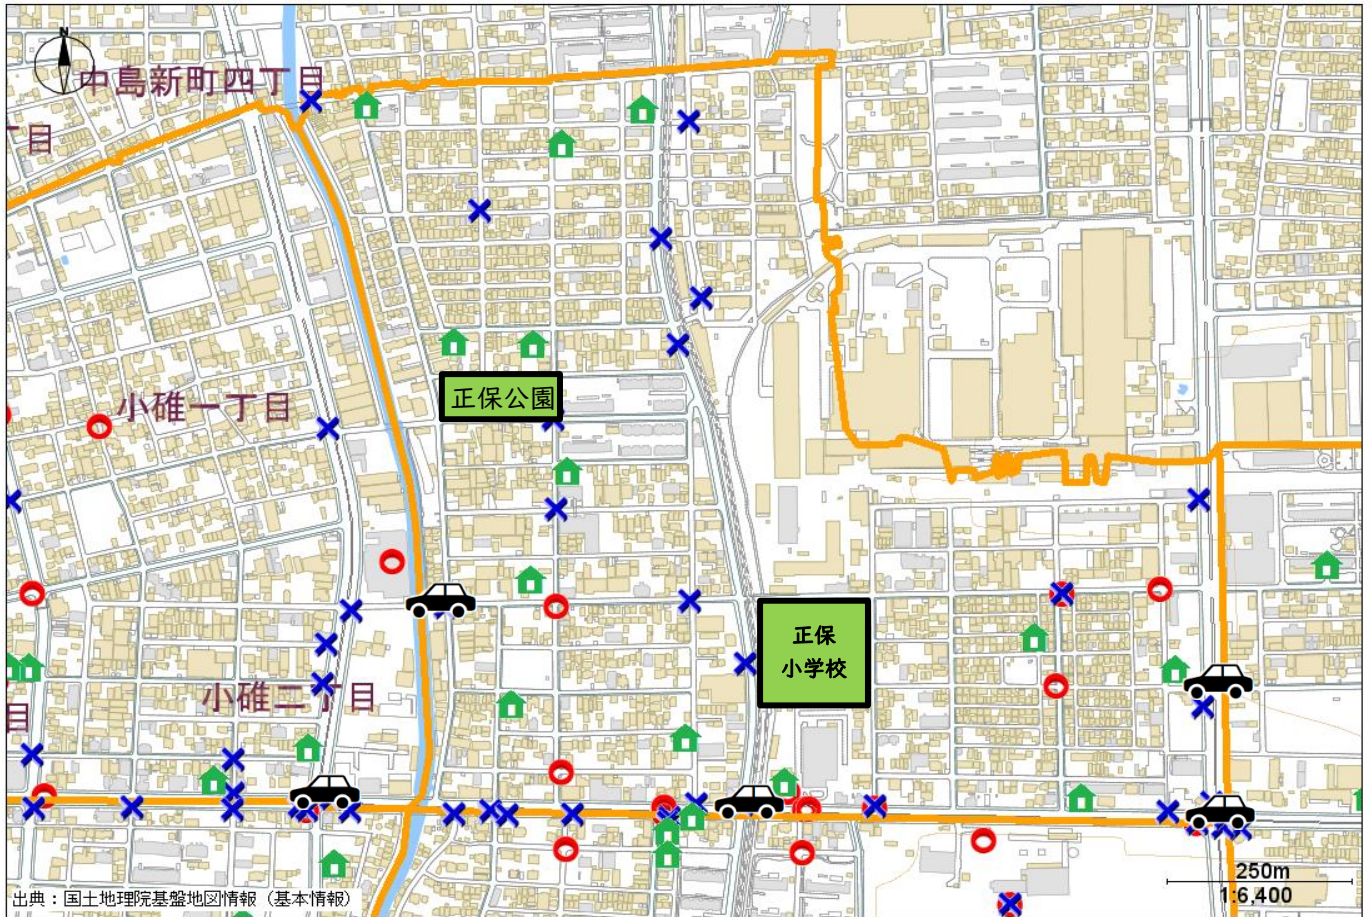 N
中島新町四丁目
丁目
正保公園
小碓一丁目
正保
小学校
小碓二丁目
目
250m
1:6,400
出典：国土地理院基盤地図情報（基本情報）